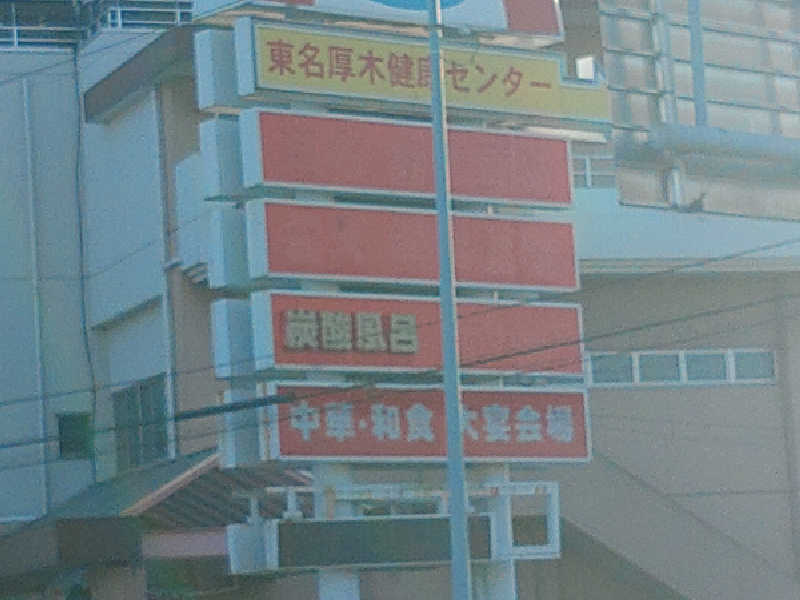 東名厚木健康センター
炭酸風呂
中華・和食 大宴会場